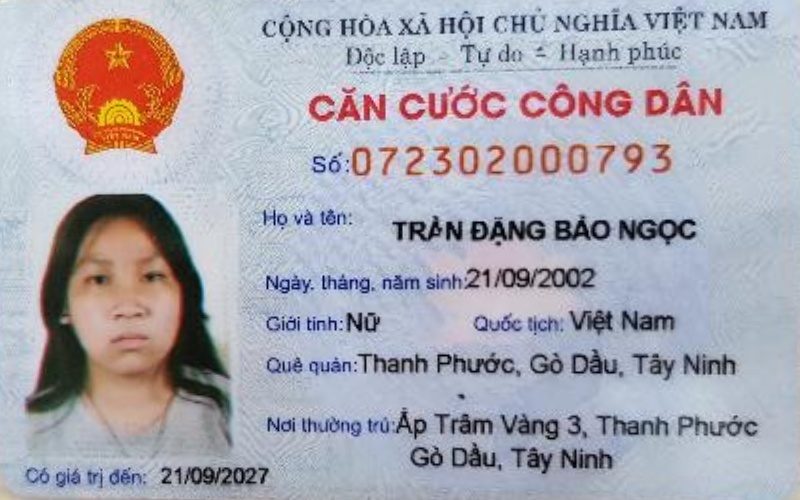 CỘNG HÒA XÃ HỘI CHỦ NGHĨA VIỆT NAM
Độc lập - Tự do - Hạnh phúc
CĂN CƯỚC CÔNG DÂN
Số: 072302000793
Họ và tên: TRẦN ĐẶNG BẢO NGỌC
Ngày, tháng, năm sinh: 21/09/2002
Giới tính: Nữ Quốc tịch: Việt Nam
Quê quán: Thanh Phước, Gò Dầu, Tây Ninh
Nơi thường trú: Ấp Trâm Vàng 3, Thanh Phước
Gò Dầu, Tây Ninh
Có giá trị đến: 21/09/2027